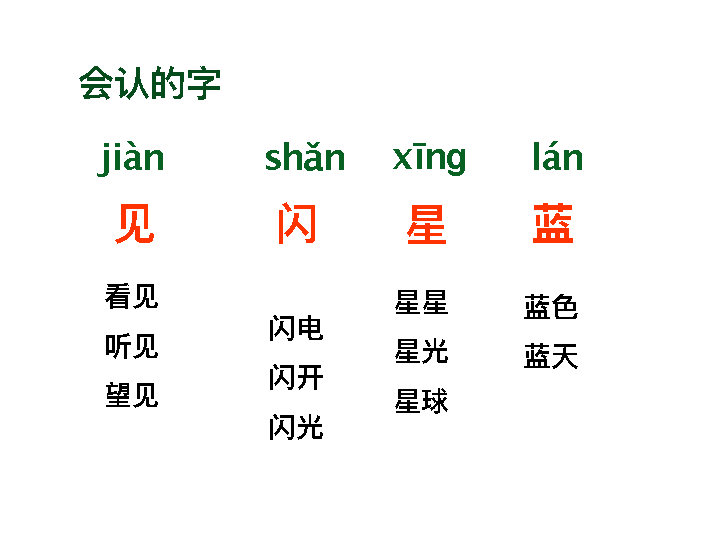 会认的字
jiàn shǎn xīng lán
见 闪 星 蓝
看见 闪电 星星 蓝色
听见 闪开 星光 蓝天
望见 闪光 星球